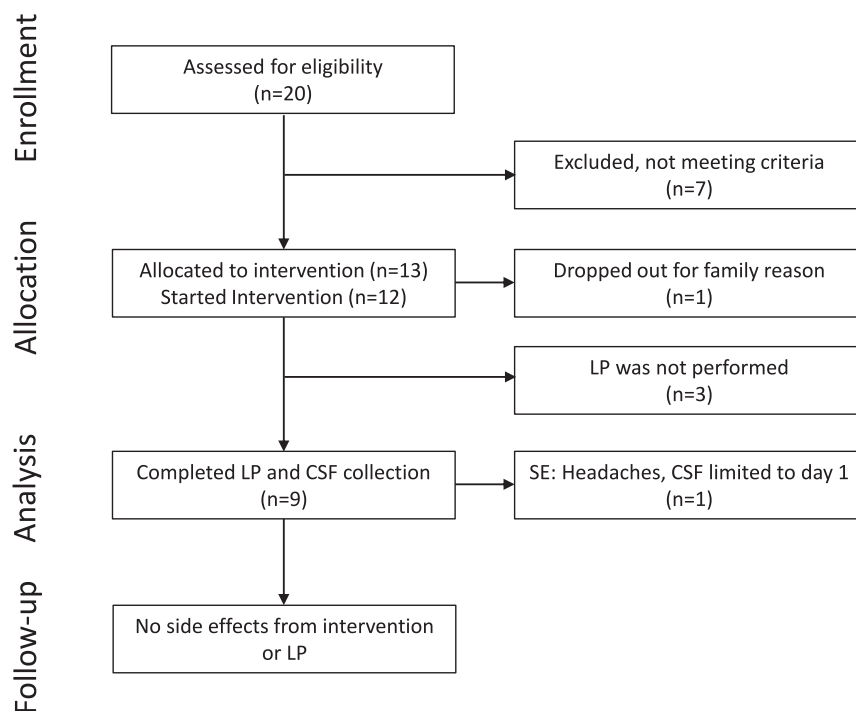 Enrollment
Assessed for eligibility
(n=20)
Excluded, not meeting criteria
(n=7)
Allocation
Allocated to intervention (n=13)
Started Intervention (n=12)
Dropped out for family reason
(n=1)
LP was not performed
(n=3)
Analysis
Completed LP and CSF collection
(n=9)
SE: Headaches, CSF limited to day 1
(n=1)
Follow-up
No side effects from intervention
or LP